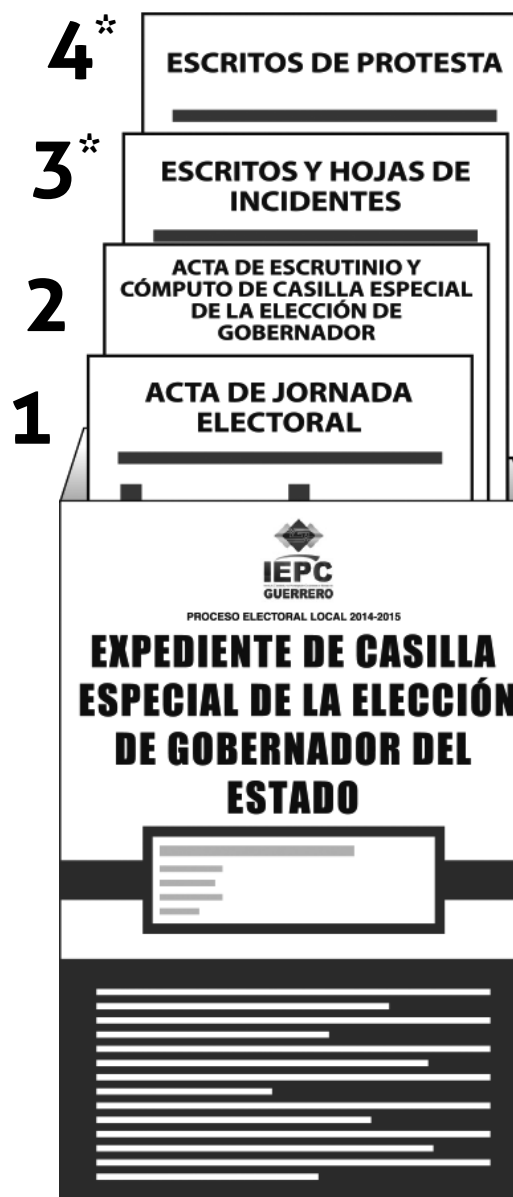 4*
ESCRITOS DE PROTESTA
3*
ESCRITOS Y HOJAS DE
INCIDENTES
2
ACTA DE ESCRUTINIO Y
CÓMPUTO DE CASILLA ESPECIAL
DE LA ELECCIÓN DE
GOBERNADOR
1
ACTA DE JORNADA
ELECTORAL
IEPC
GUERRERO
PROCESO ELECTORAL LOCAL 2014-2015
EXPEDIENTE DE CASILLA
ESPECIAL DE LA ELECCIÓN
DE GOBERNADOR DEL
ESTADO